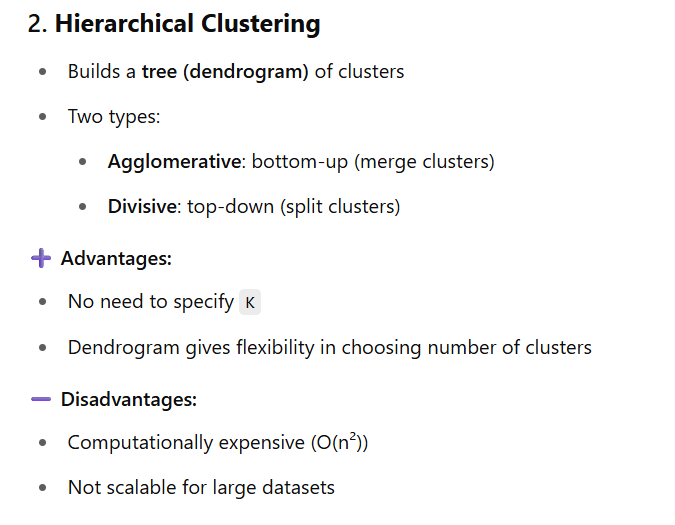 2. Hierarchical Clustering
• Builds a tree (dendrogram) of clusters
• Two types:
• Agglomerative: bottom-up (merge clusters)
• Divisive: top-down (split clusters)
➕ Advantages:
• No need to specify K
• Dendrogram gives flexibility in choosing number of clusters
➖ Disadvantages:
• Computationally expensive (O(n²))
• Not scalable for large datasets